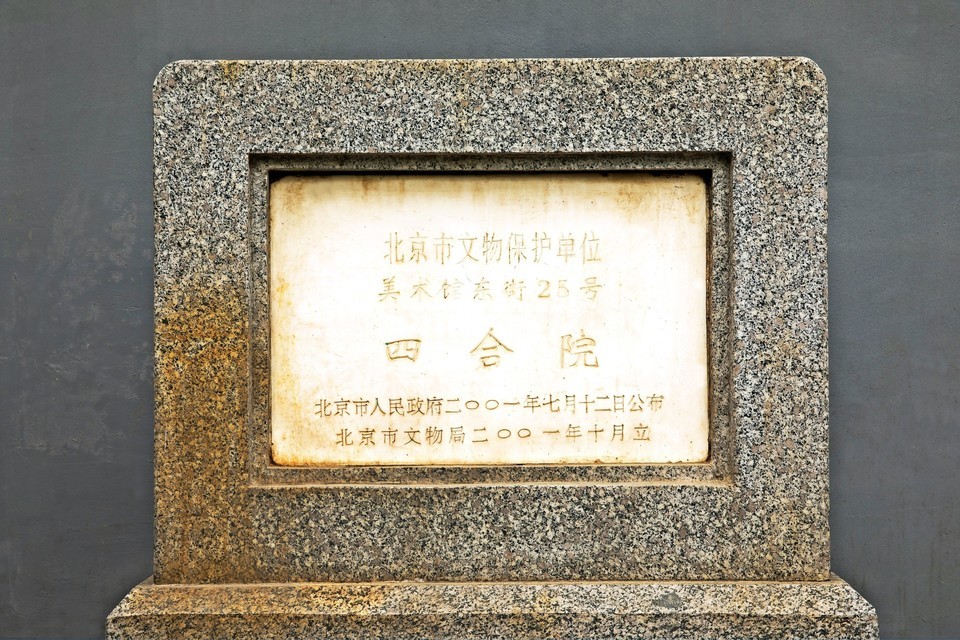 北京市文物保护单位
美术馆东街25号
四合院
北京市人民政府二〇〇一年七月十二日公布
北京市文物局二〇〇一年十月立